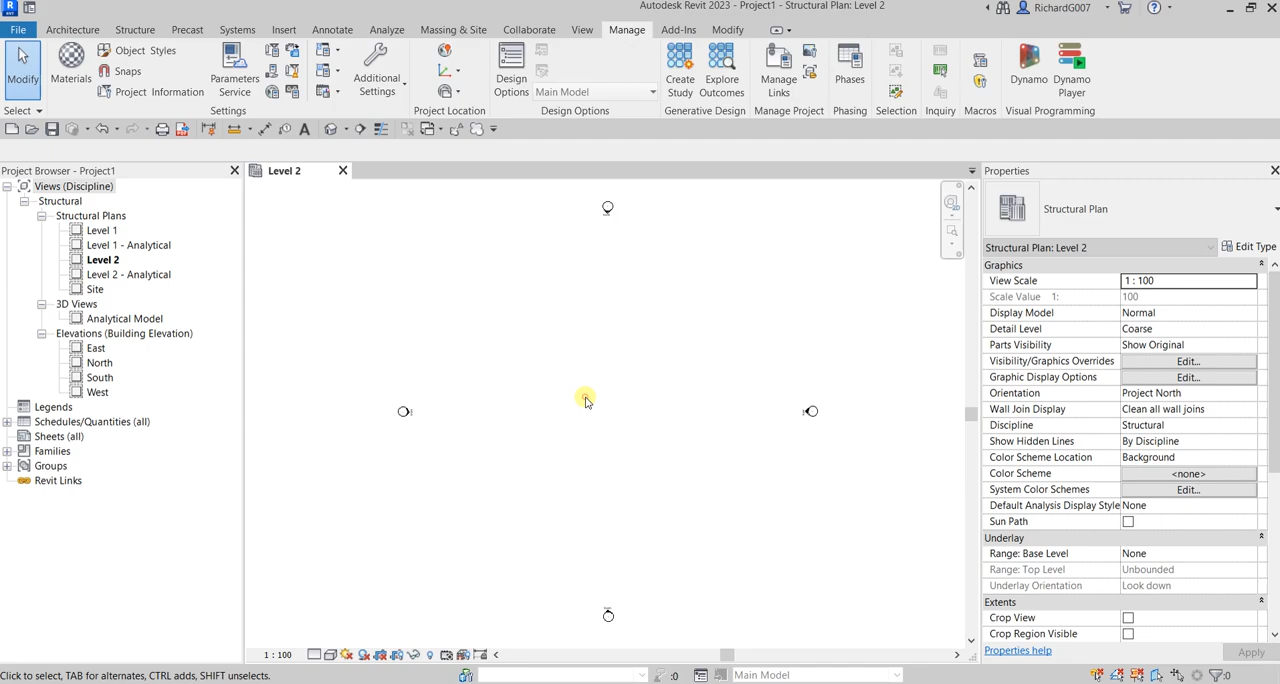 Autodesk Revit 2023 - Project1 - Structural Plan: Level 2
RichardG007
File
Architecture
Structure
Precast
Systems
Insert
Annotate
Analyze
Massing & Site
Collaborate
View
Manage
Add-Ins
Modify
Modify
Materials
Object Styles
Snaps
Project Information
Parameters
Service
Additional
Settings
Design
Options
Main Model
Create
Study
Explore
Outcomes
Manage
Links
Phases
Dynamo
Dynamo
Player
Select
Settings
Project Location
Design Options
Generative Design
Manage Project
Phasing
Selection
Inquiry
Macros
Visual Programming
Project Browser - Project1
Views (Discipline)
Structural
Structural Plans
Level 1
Level 1 - Analytical
Level 2
Level 2 - Analytical
Site
3D Views
Analytical Model
Elevations (Building Elevation)
East
North
South
West
Legends
Schedules/Quantities (all)
Sheets (all)
Families
Groups
Revit Links
Level 2
2D
Properties
Structural Plan
Structural Plan: Level 2
Edit Type
Graphics
View Scale 1 : 100
Scale Value 1: 100
Display Model Normal
Detail Level Coarse
Parts Visibility Show Original
Visibility/Graphics Overrides Edit...
Graphic Display Options Edit...
Orientation Project North
Wall Join Display Clean all wall joins
Discipline Structural
Show Hidden Lines By Discipline
Color Scheme Location Background
Color Scheme <none>
System Color Schemes Edit...
Default Analysis Display Style None
Sun Path
Underlay
Range: Base Level None
Range: Top Level Unbounded
Underlay Orientation Look down
Extents
Crop View
Crop Region Visible
Properties help
Apply
1 : 100
Click to select, TAB for alternates, CTRL adds, SHIFT unselects.
:0
Main Model
:0